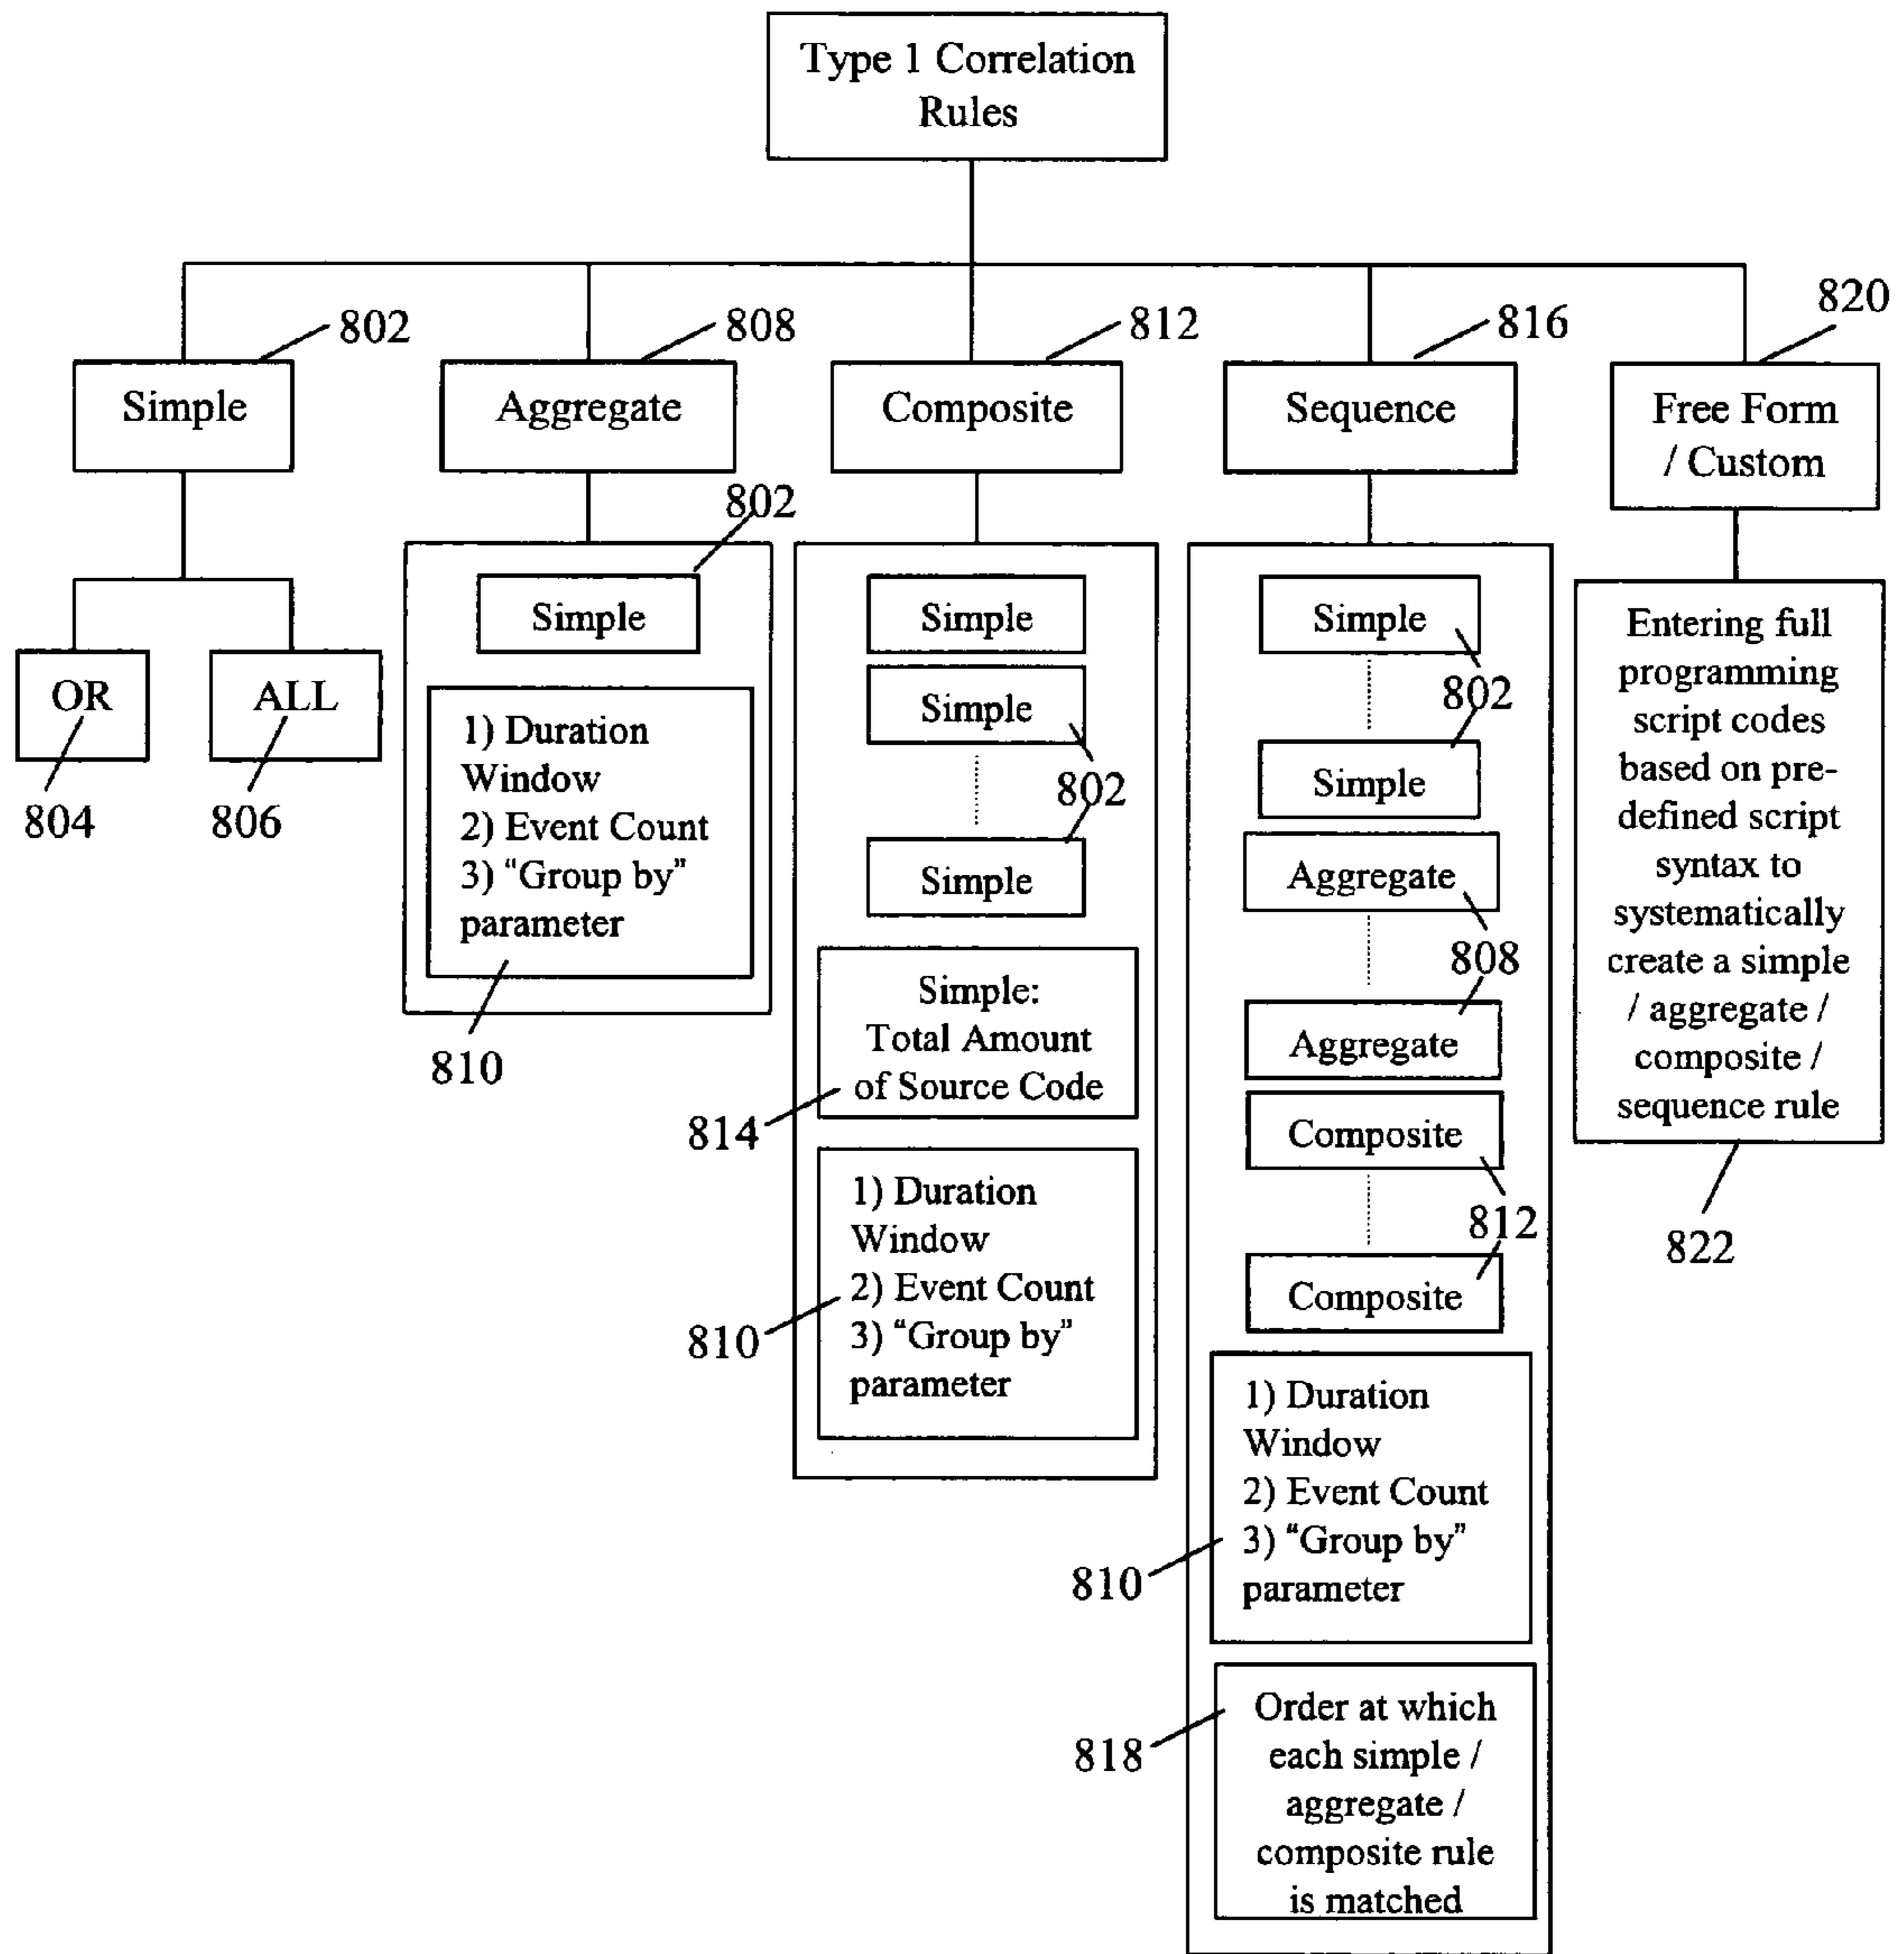 Type 1 Correlation
Rules
802
808
812
816
820
Simple
Aggregate
Composite
Sequence
Free Form
/ Custom
OR
ALL
804
806
802
Simple
1) Duration
Window
2) Event Count
3) “Group by”
parameter
810
Simple
Simple
802
Simple
Simple:
Total Amount
of Source Code
814
1) Duration
Window
2) Event Count
3) “Group by”
parameter
810
Simple
802
Simple
Aggregate
808
Aggregate
Composite
812
Composite
1) Duration
Window
2) Event Count
3) “Group by”
parameter
810
Order at which
each simple /
aggregate /
composite rule
is matched
818
Entering full
programming
script codes
based on pre-
defined script
syntax to
systematically
create a simple
/ aggregate /
composite /
sequence rule
822